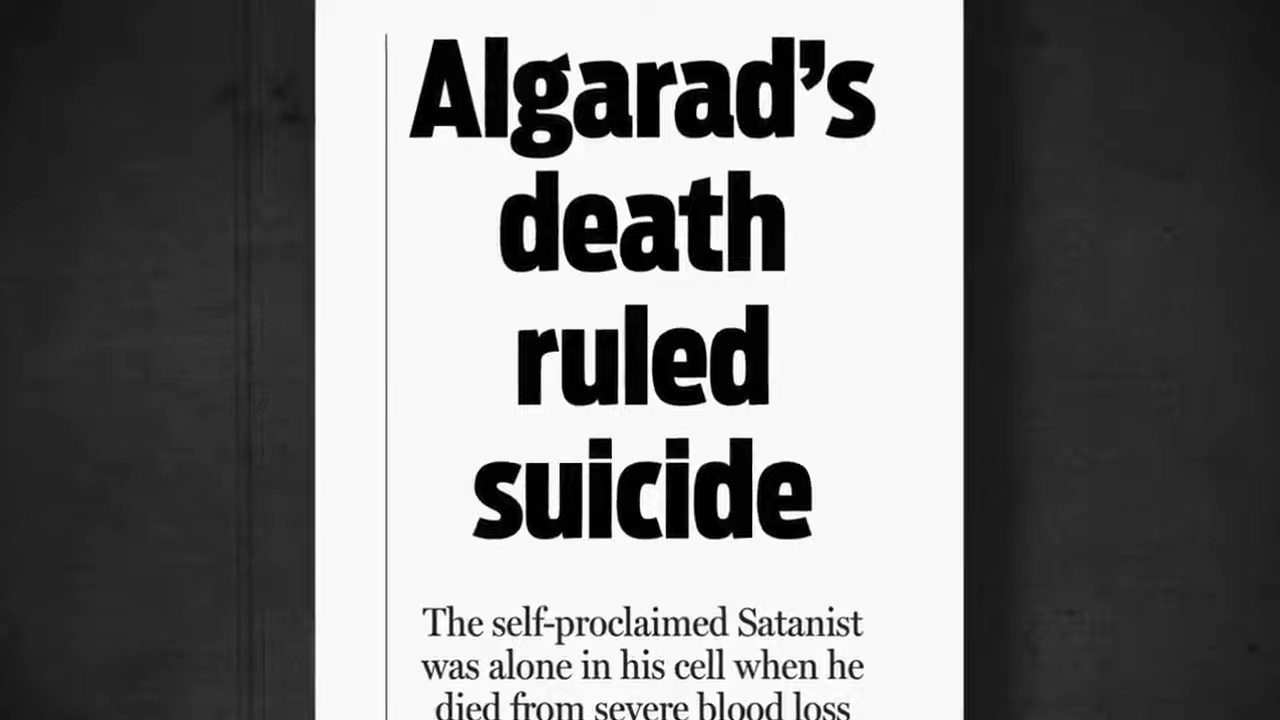 Algarad’s
death
ruled
suicide
The self-proclaimed Satanist
was alone in his cell when he
died from severe blood loss